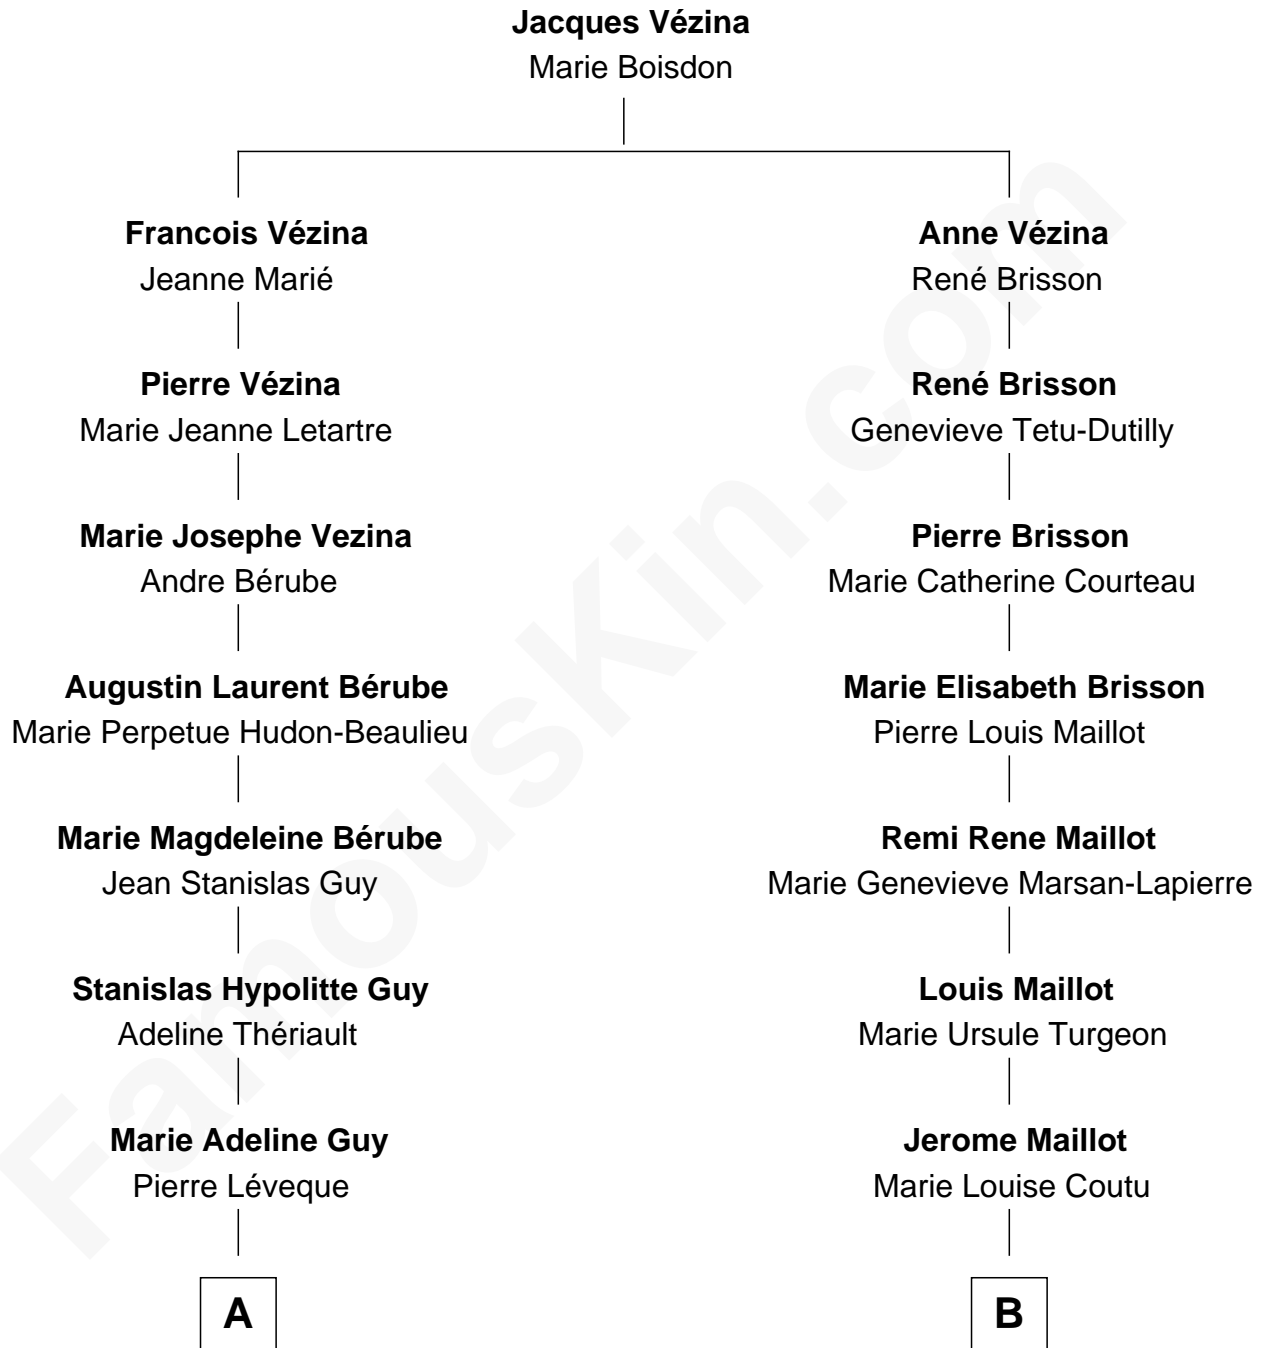 Jacques Vézina
Marie Boisdon
Francois Vézina
Jeanne Marié
Pierre Vézina
Marie Jeanne Letartre
Marie Josephe Vezina
Andre Bérube
Augustin Laurent Bérube
Marie Perpetue Hudon-Beaulieu
Marie Magdeleine Bérube
Jean Stanislas Guy
Stanislas Hypolitte Guy
Adeline Thériault
Marie Adeline Guy
Pierre Léveque
A
Anne Vézina
René Brisson
René Brisson
Genevieve Tetu-Dutilly
Pierre Brisson
Marie Catherine Courteau
Marie Elisabeth Brisson
Pierre Louis Maillot
Remi Rene Maillot
Marie Genevieve Marsan-Lapierre
Louis Maillot
Marie Ursule Turgeon
Jerome Maillot
Marie Louise Coutu
B
FamousKin.com